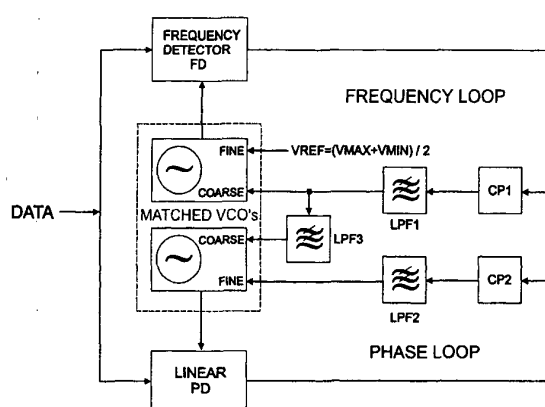 FREQUENCY
DETECTOR
FD
FREQUENCY LOOP
FINE
VREF=(VMAX+VMIN) / 2
COARSE
CP1
LPF1
DATA
MATCHED VCO's
COARSE
LPF3
FINE
CP2
LPF2
PHASE LOOP
LINEAR
PD